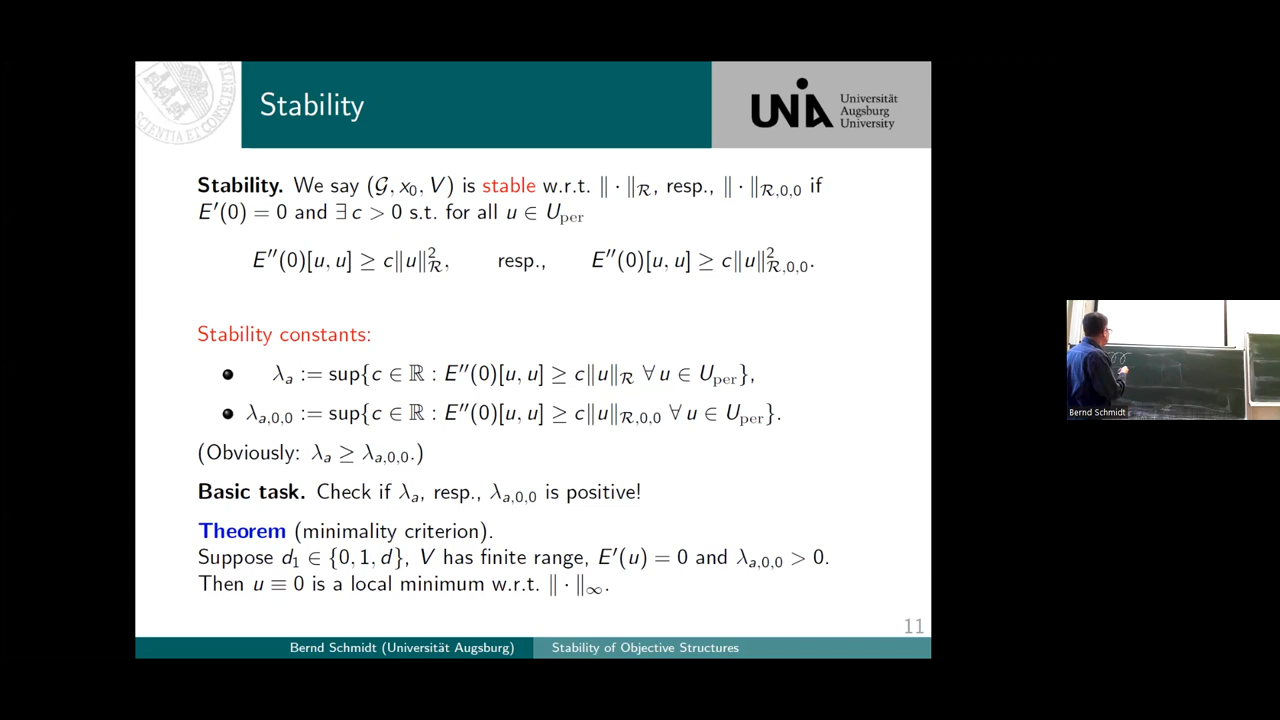 Stability
UNIA Universität
Augsburg
University
Stability. We say (𝒢, x₀, V) is stable w.r.t. ‖ · ‖_ℛ, resp., ‖ · ‖_ℛ,0,0 if
E′(0) = 0 and ∃ c > 0 s.t. for all u ∈ U_per
E″(0)[u, u] ≥ c‖u‖²_ℛ, resp., E″(0)[u, u] ≥ c‖u‖²_ℛ,0,0.
Stability constants:
● λ_a := sup{c ∈ ℝ : E″(0)[u, u] ≥ c‖u‖_ℛ ∀ u ∈ U_per},
● λ_a,0,0 := sup{c ∈ ℝ : E″(0)[u, u] ≥ c‖u‖_ℛ,0,0 ∀ u ∈ U_per}.
(Obviously: λ_a ≥ λ_a,0,0.)
Basic task. Check if λ_a, resp., λ_a,0,0 is positive!
Theorem (minimality criterion).
Suppose d₁ ∈ {0, 1, d}, V has finite range, E′(u) = 0 and λ_a,0,0 > 0.
Then u ≡ 0 is a local minimum w.r.t. ‖ · ‖_∞.
11
Bernd Schmidt (Universität Augsburg) Stability of Objective Structures
Bernd Schmidt